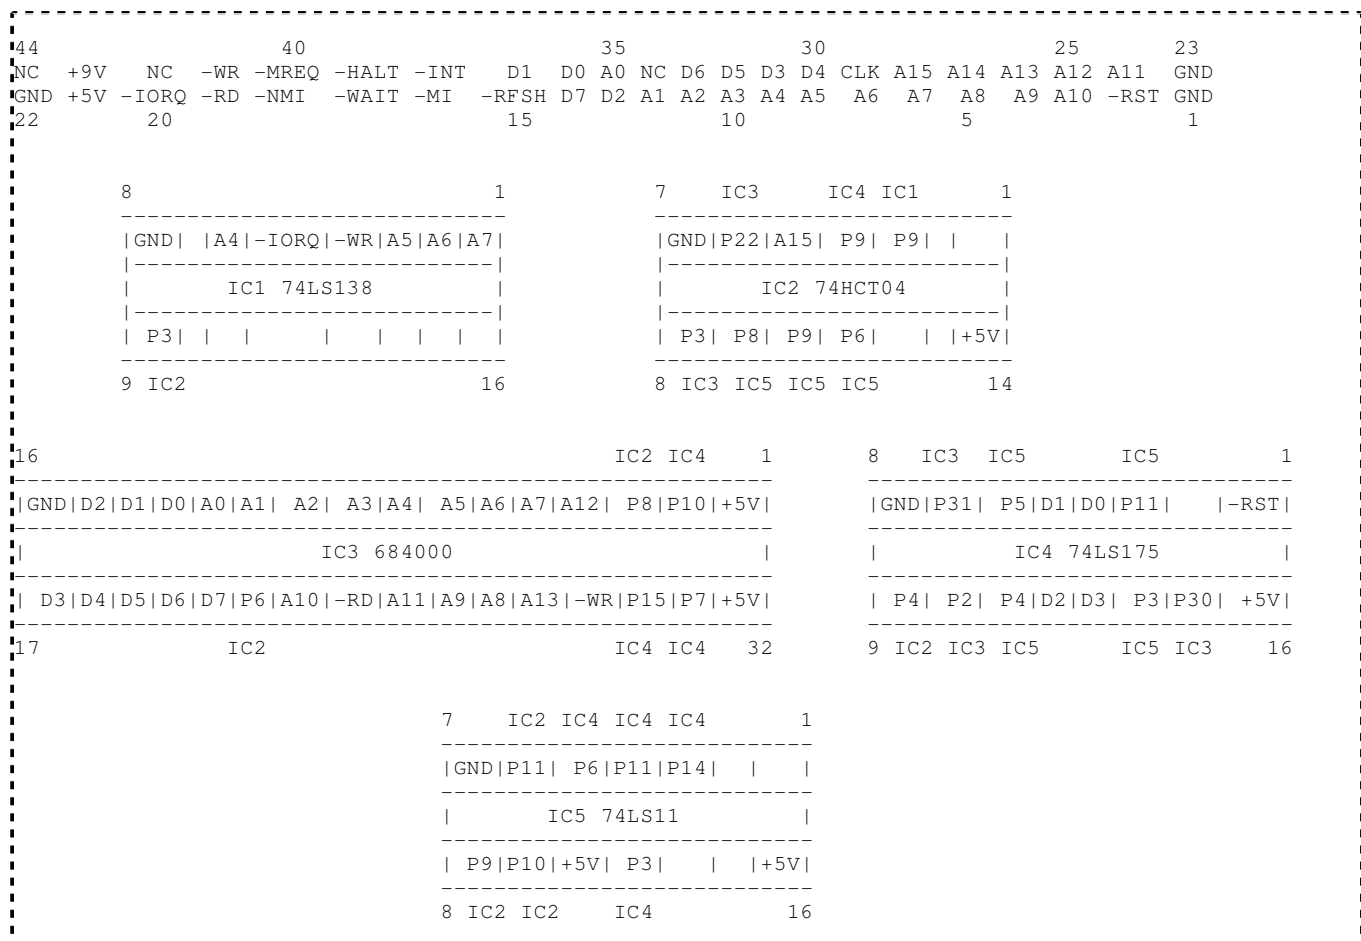 44 40 35 30 25 23
NC +9V NC -WR -MREQ -HALT -INT D1 D0 A0 NC D6 D5 D3 D4 CLK A15 A14 A13 A12 A11 GND
GND +5V -IORQ -RD -NMI -WAIT -MI -RFSH D7 D2 A1 A2 A3 A4 A5 A6 A7 A8 A9 A10 -RST GND
22 20 15 10 5 1
8 1 7 IC3 IC4 IC1 1
|GND| |A4|-IORQ|-WR|A5|A6|A7| |GND|P22|A15| P9| P9| | |
| IC1 74LS138 | | IC2 74HCT04 |
| P3| | | | | | | | | P3| P8| P9| P6| | |+5V|
9 IC2 16 8 IC3 IC5 IC5 IC5 14
16 IC2 IC4 1 8 IC3 IC5 IC5 1
|GND|D2|D1|D0|A0|A1| A2| A3|A4| A5|A6|A7|A12| P8|P10|+5V| |GND|P31| P5|D1|D0|P11| |-RST|
| IC3 684000 | | IC4 74LS175 |
| D3|D4|D5|D6|D7|P6|A10|-RD|A11|A9|A8|A13|-WR|P15|P7|+5V| | P4| P2| P4|D2|D3| P3|P30| +5V|
17 IC2 IC4 IC4 32 9 IC2 IC3 IC5 IC5 IC3 16
7 IC2 IC4 IC4 IC4 1
|GND|P11| P6|P11|P14| | |
| IC5 74LS11 |
| P9|P10|+5V| P3| | |+5V|
8 IC2 IC2 IC4 16